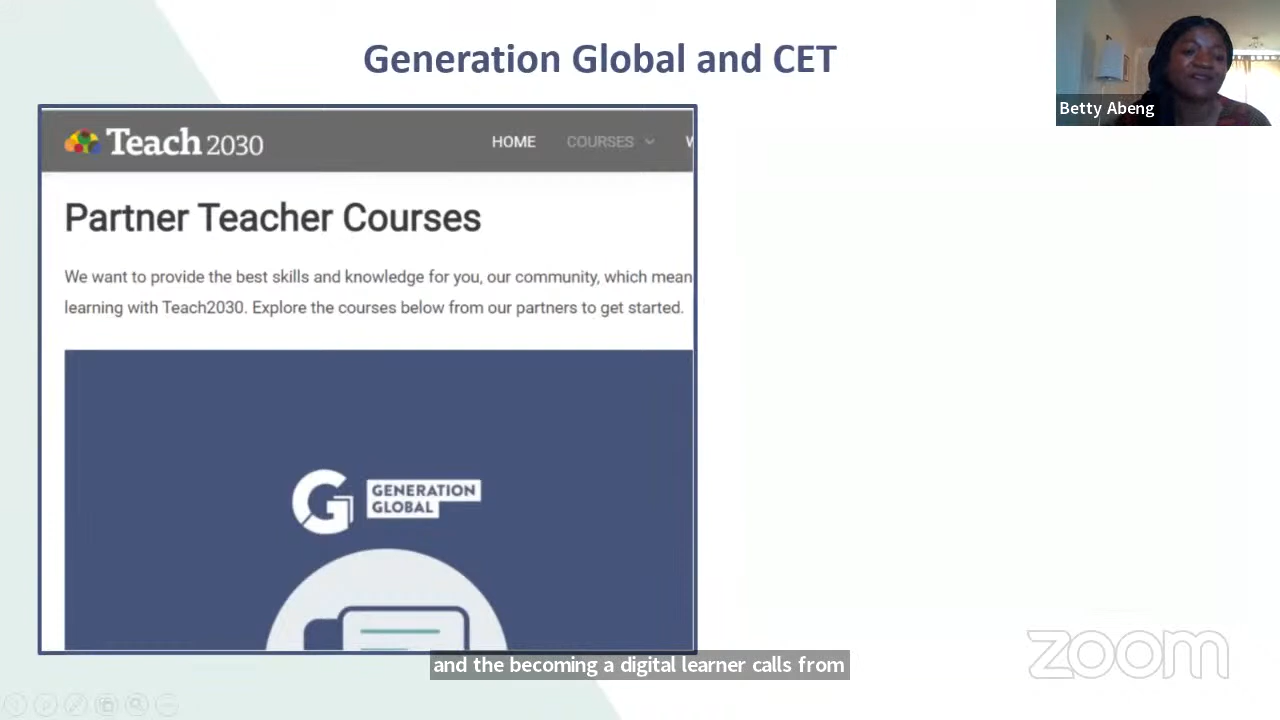 Generation Global and CET
Betty Abeng
Teach 2030
HOME
COURSES
Partner Teacher Courses
We want to provide the best skills and knowledge for you, our community, which mean
learning with Teach2030. Explore the courses below from our partners to get started.
GENERATION
GLOBAL
and the becoming a digital learner calls from
zoom